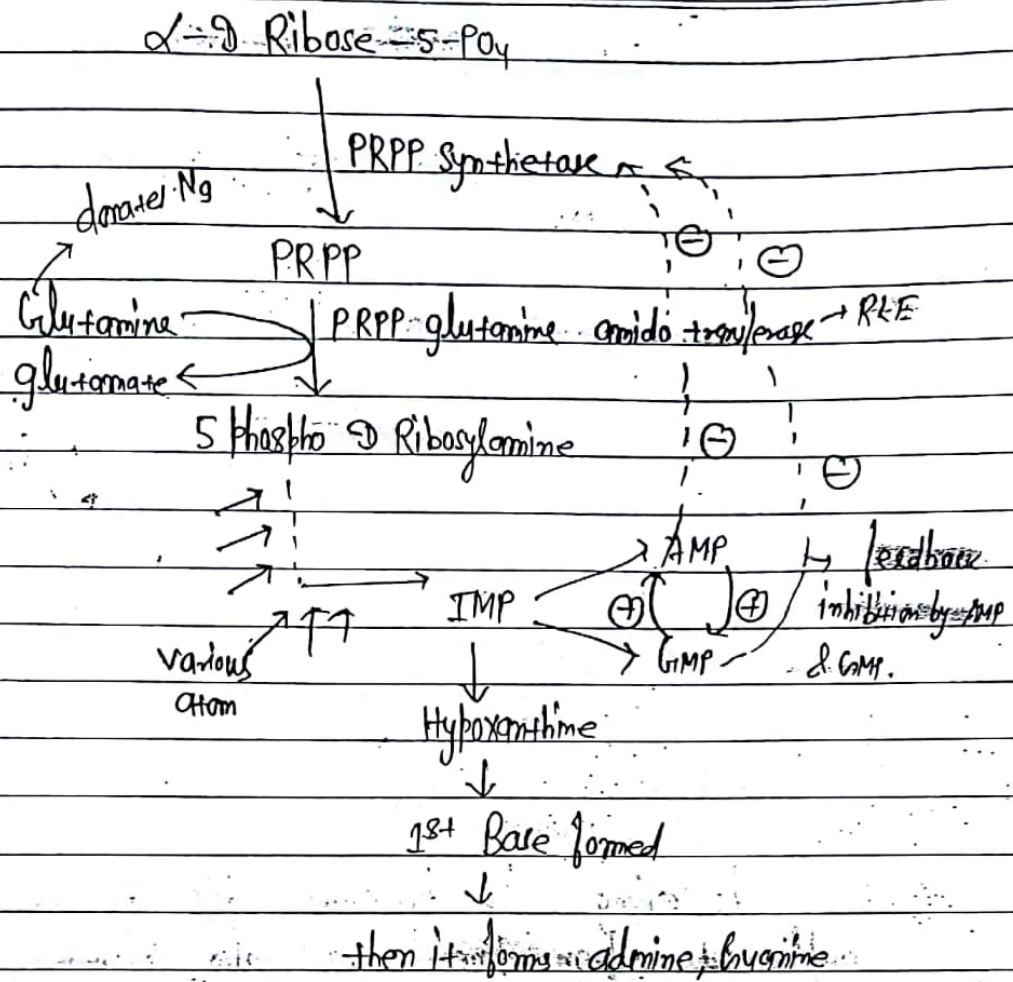 α-D Ribose-5-PO4
PRPP Synthetase
donates N9
PRPP
Glutamine
PRPP glutamine amido transferase → RLE
glutamate
5 phospho D Ribosylamine
AMP
feedback
IMP
inhibition by AMP
GMP
& GMP.
various
atom
Hypoxanthine
1st Base formed
then it forms adenine, Guanine